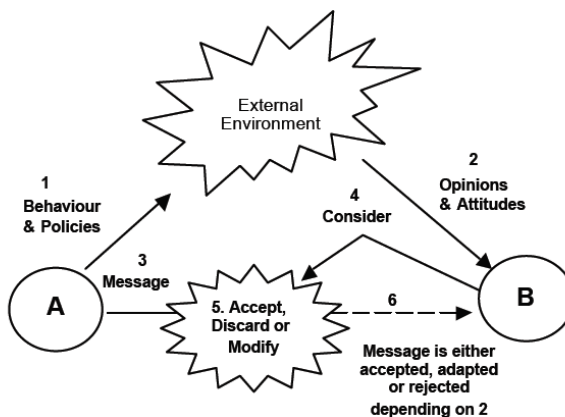 External
Environment
1
Behaviour
& Policies
2
Opinions
& Attitudes
4
Consider
3
Message
A
5. Accept,
Discard or
Modify
6
B
Message is either
accepted, adapted
or rejected
depending on 2